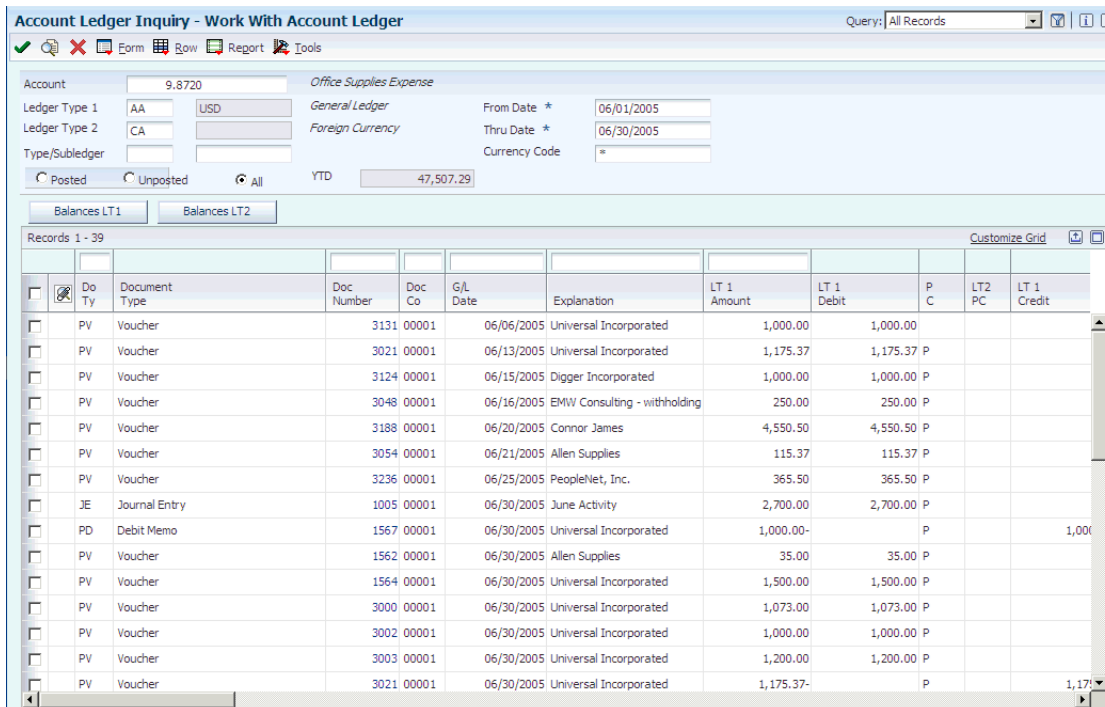 Account Ledger Inquiry - Work With Account Ledger Query: All Records
Form Row Report Tools
Account 9.8720 Office Supplies Expense
Ledger Type 1 AA USD General Ledger From Date * 06/01/2005
Ledger Type 2 CA Foreign Currency Thru Date * 06/30/2005
Type/Subledger Currency Code *
Posted Unposted All YTD 47,507.29
Balances LT1 Balances LT2
Records 1 - 39 Customize Grid
Do Ty Document Type Doc Number Doc Co G/L Date Explanation LT 1 Amount LT 1 Debit P C LT2 PC LT 1 Credit
PV Voucher 3131 00001 06/06/2005 Universal Incorporated 1,000.00 1,000.00
PV Voucher 3021 00001 06/13/2005 Universal Incorporated 1,175.37 1,175.37 P
PV Voucher 3124 00001 06/15/2005 Digger Incorporated 1,000.00 1,000.00 P
PV Voucher 3048 00001 06/16/2005 EMW Consulting - withholding 250.00 250.00 P
PV Voucher 3188 00001 06/20/2005 Connor James 4,550.50 4,550.50 P
PV Voucher 3054 00001 06/21/2005 Allen Supplies 115.37 115.37 P
PV Voucher 3236 00001 06/25/2005 PeopleNet, Inc. 365.50 365.50 P
JE Journal Entry 1005 00001 06/30/2005 June Activity 2,700.00 2,700.00 P
PD Debit Memo 1567 00001 06/30/2005 Universal Incorporated 1,000.00- P
PV Voucher 1562 00001 06/30/2005 Allen Supplies 35.00 35.00 P
PV Voucher 1564 00001 06/30/2005 Universal Incorporated 1,500.00 1,500.00 P
PV Voucher 3000 00001 06/30/2005 Universal Incorporated 1,073.00 1,073.00 P
PV Voucher 3002 00001 06/30/2005 Universal Incorporated 1,000.00 1,000.00 P
PV Voucher 3003 00001 06/30/2005 Universal Incorporated 1,200.00 1,200.00 P
PV Voucher 3021 00001 06/30/2005 Universal Incorporated 1,175.37- P